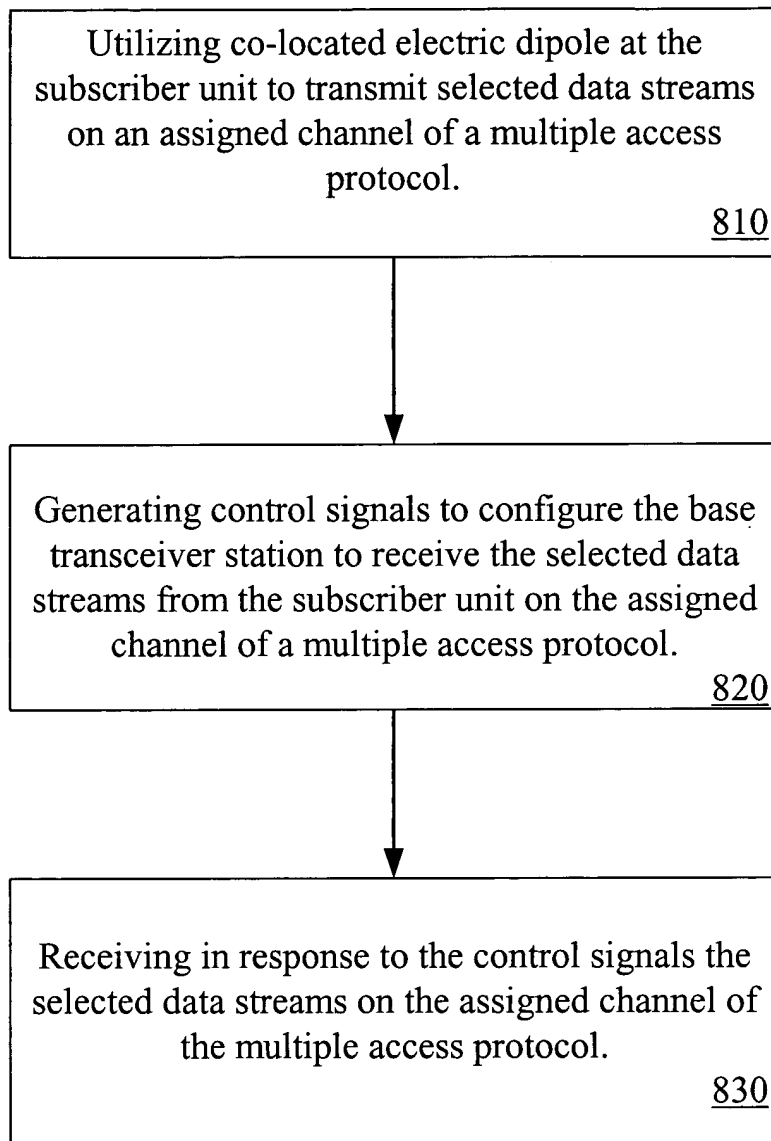 Utilizing co-located electric dipole at the
subscriber unit to transmit selected data streams
on an assigned channel of a multiple access
protocol.
810
Generating control signals to configure the base
transceiver station to receive the selected data
streams from the subscriber unit on the assigned
channel of a multiple access protocol.
820
Receiving in response to the control signals the
selected data streams on the assigned channel of
the multiple access protocol.
830